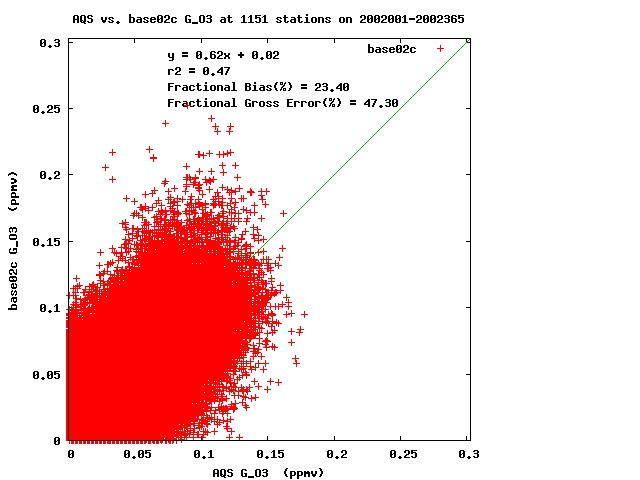 AQS vs. base02c G_O3 at 1151 stations on 2002001-2002365
0.3
y = 0.62x + 0.02
base02c
r2 = 0.47
Fractional Bias(%) = 23.40
Fractional Gross Error(%) = 47.30
0.25
0.2
0.15
0.1
0.05
0
base02c G_O3 (ppmv)
0 0.05 0.1 0.15 0.2 0.25 0.3
AQS G_O3 (ppmv)